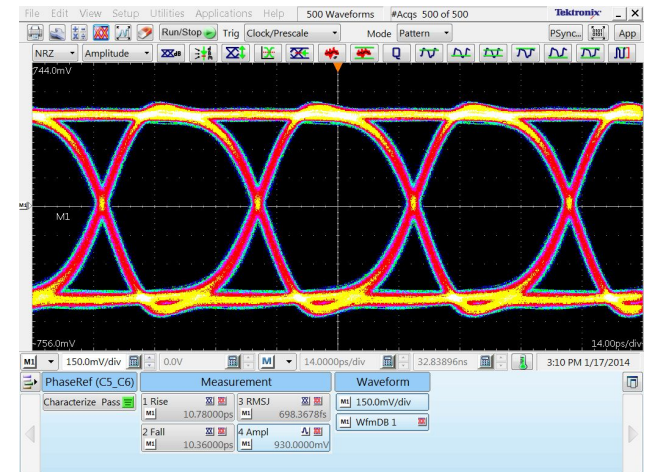 File Edit View Setup Utilities Applications Help 500 Waveforms #Acqs 500 of 500 Tektronix
Run/Stop Trig Clock/Prescale Mode Pattern PSync... App
NRZ Amplitude
744.0mV
M1
M1
-756.0mV 14.00ps/div
M1 150.0mV/div 0.0V M 14.0000ps/div 32.83896ns 3:10 PM 1/17/2014
PhaseRef (C5_C6) Measurement Waveform
Characterize Pass 1 Rise 3 RMSJ M1 150.0mV/div
M1 10.78000ps M1 698.3678fs
M1 WfmDB 1
2 Fall 4 Ampl
M1 10.36000ps M1 930.0000mV